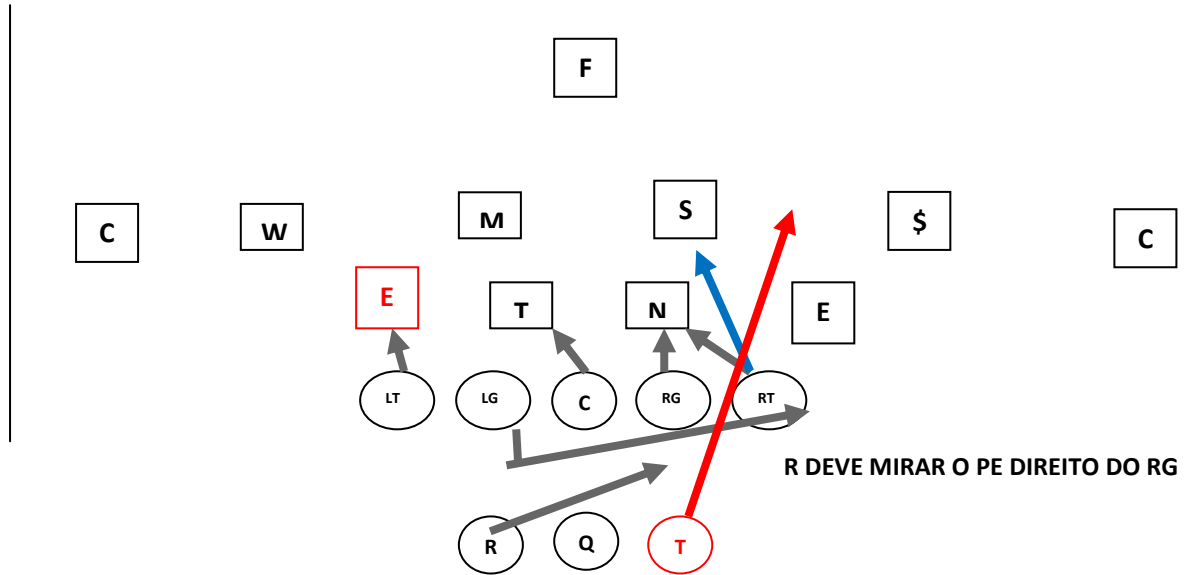 F
C W M S $ C
E T N E
LT LG C RG RT
R DEVE MIRAR O PE DIREITO DO RG
R Q T